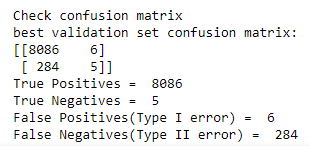 Check confusion matrix
best validation set confusion matrix:
[[8086    6]
 [ 284    5]]
True Positives =  8086
True Negatives =  5
False Positives(Type I error) =  6
False Negatives(Type II error) =  284